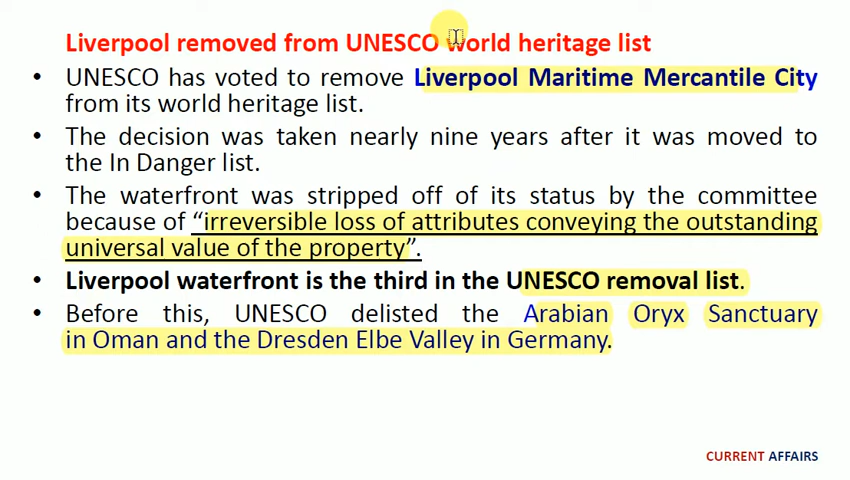 Liverpool removed from UNESCO world heritage list
• UNESCO has voted to remove Liverpool Maritime Mercantile City
from its world heritage list.
• The decision was taken nearly nine years after it was moved to
the In Danger list.
• The waterfront was stripped off of its status by the committee
because of “irreversible loss of attributes conveying the outstanding
universal value of the property”.
• Liverpool waterfront is the third in the UNESCO removal list.
• Before this, UNESCO delisted the Arabian Oryx Sanctuary
in Oman and the Dresden Elbe Valley in Germany.
CURRENT AFFAIRS